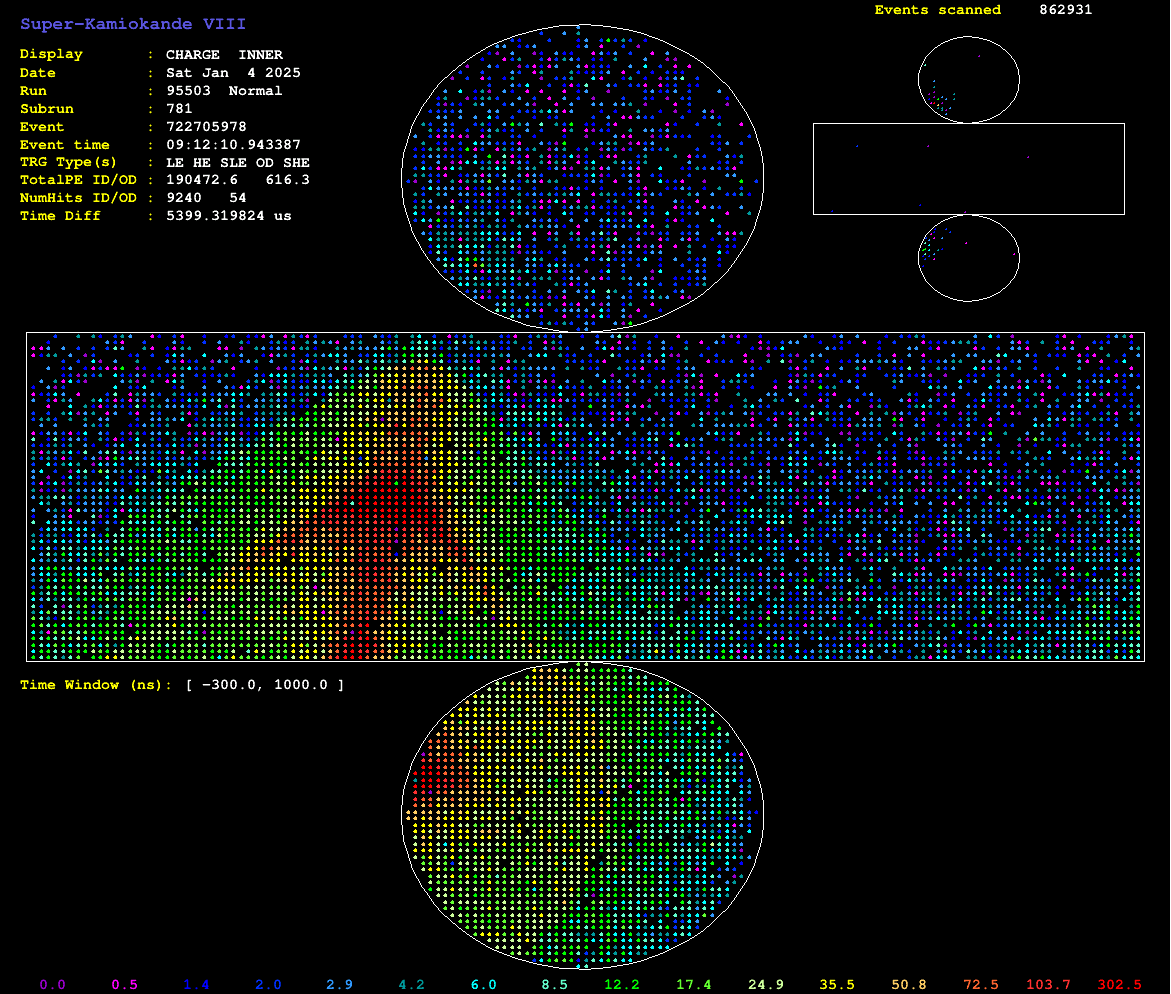 Super-Kamiokande VIII
Events scanned 862931
Display : CHARGE INNER
Date : Sat Jan 4 2025
Run : 95503 Normal
Subrun : 781
Event : 722705978
Event time : 09:12:10.943387
TRG Type(s) : LE HE SLE OD SHE
TotalPE ID/OD : 190472.6 616.3
NumHits ID/OD : 9240 54
Time Diff : 5399.319824 us
Time Window (ns): [ −300.0, 1000.0 ]
0.0 0.5 1.4 2.0 2.9 4.2 6.0 8.5 12.2 17.4 24.9 35.5 50.8 72.5 103.7 302.5